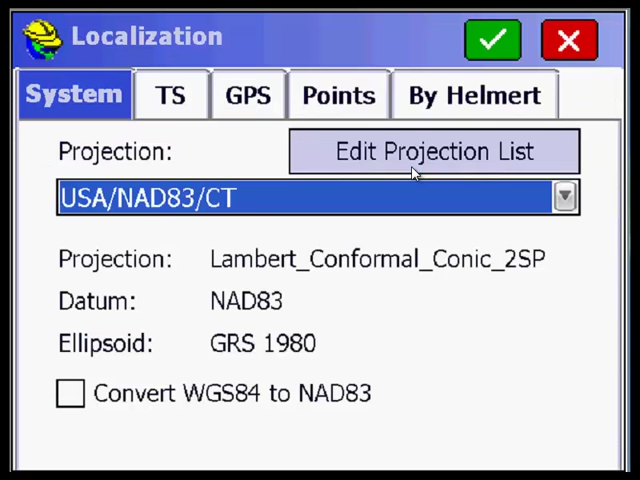 Localization
System TS GPS Points By Helmert
Projection: Edit Projection List
USA/NAD83/CT
Projection: Lambert_Conformal_Conic_2SP
Datum: NAD83
Ellipsoid: GRS 1980
Convert WGS84 to NAD83